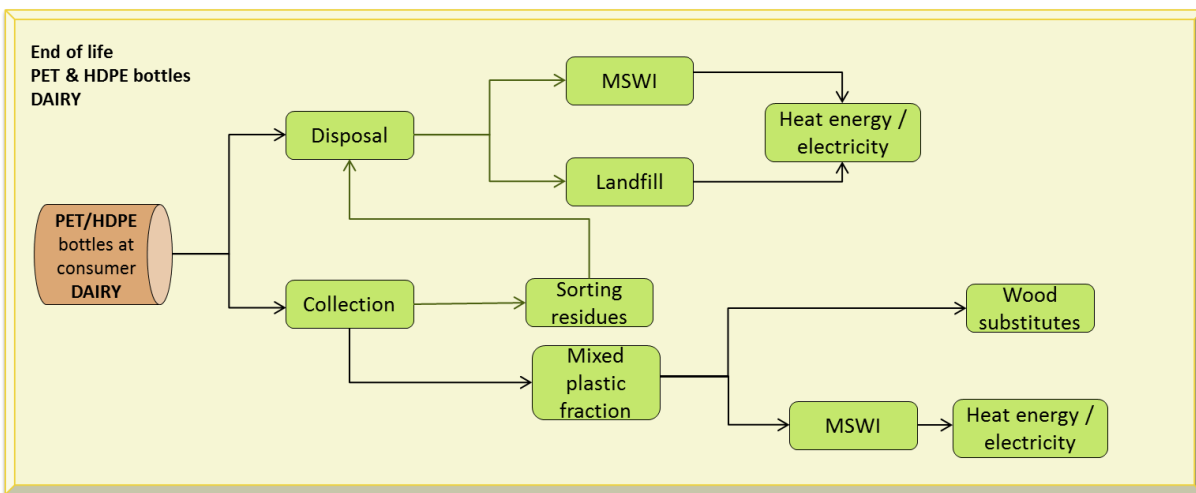 End of life
PET & HDPE bottles
DAIRY
MSWI
Heat energy /
electricity
Disposal
Landfill
PET/HDPE
bottles at
consumer
DAIRY
Collection
Sorting
residues
Wood
substitutes
Mixed
plastic
fraction
MSWI
Heat energy /
electricity